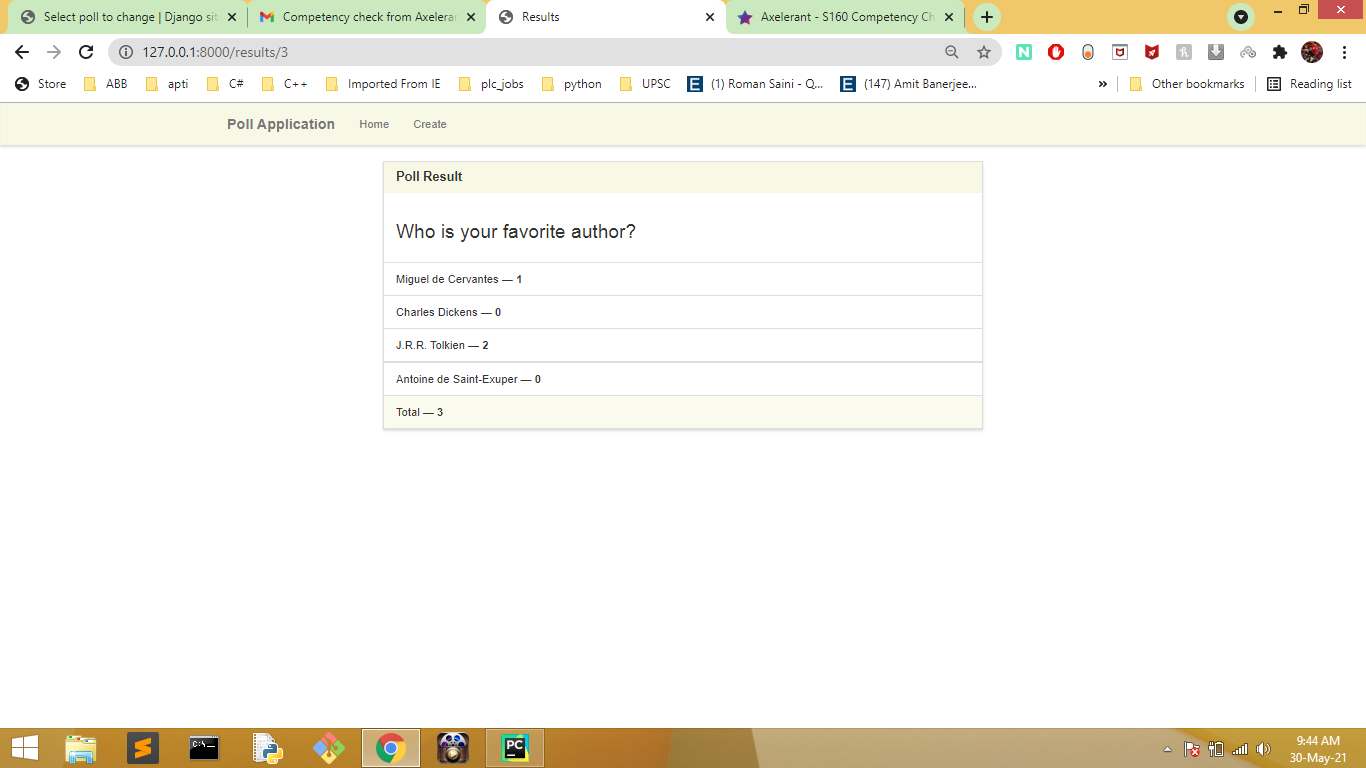 Select poll to change | Django sit
Competency check from Axelera
Results
Axelerant - S160 Competency Ch
127.0.0.1:8000/results/3
Store ABB apti C# C++ Imported From IE plc_jobs python UPSC (1) Roman Saini - Q... (147) Amit Banerjee... » Other bookmarks Reading list
Poll Application Home Create
Poll Result
Who is your favorite author?
Miguel de Cervantes — 1
Charles Dickens — 0
J.R.R. Tolkien — 2
Antoine de Saint-Exuper — 0
Total — 3
9:44 AM
30-May-21